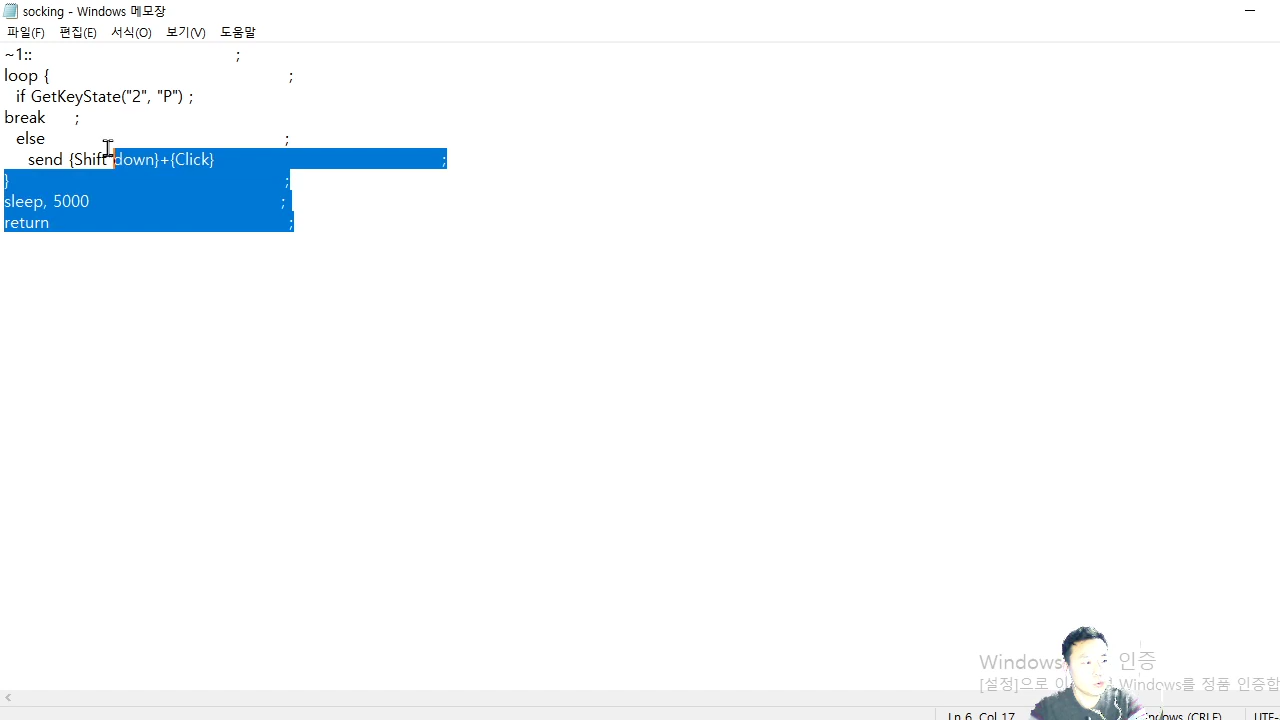 socking - Windows 메모장
파일(F) 편집(E) 서식(O) 보기(V) 도움말
~1:: ;
loop { ;
if GetKeyState("2", "P") ;
break ;
else ;
send {Shift down}+{Click} ;
} ;
sleep, 5000 ;
return ;
Windows 인증
[설정]으로 Windows를 정품 인증합
Ln 6, Col 17 (CRLF) UTF-